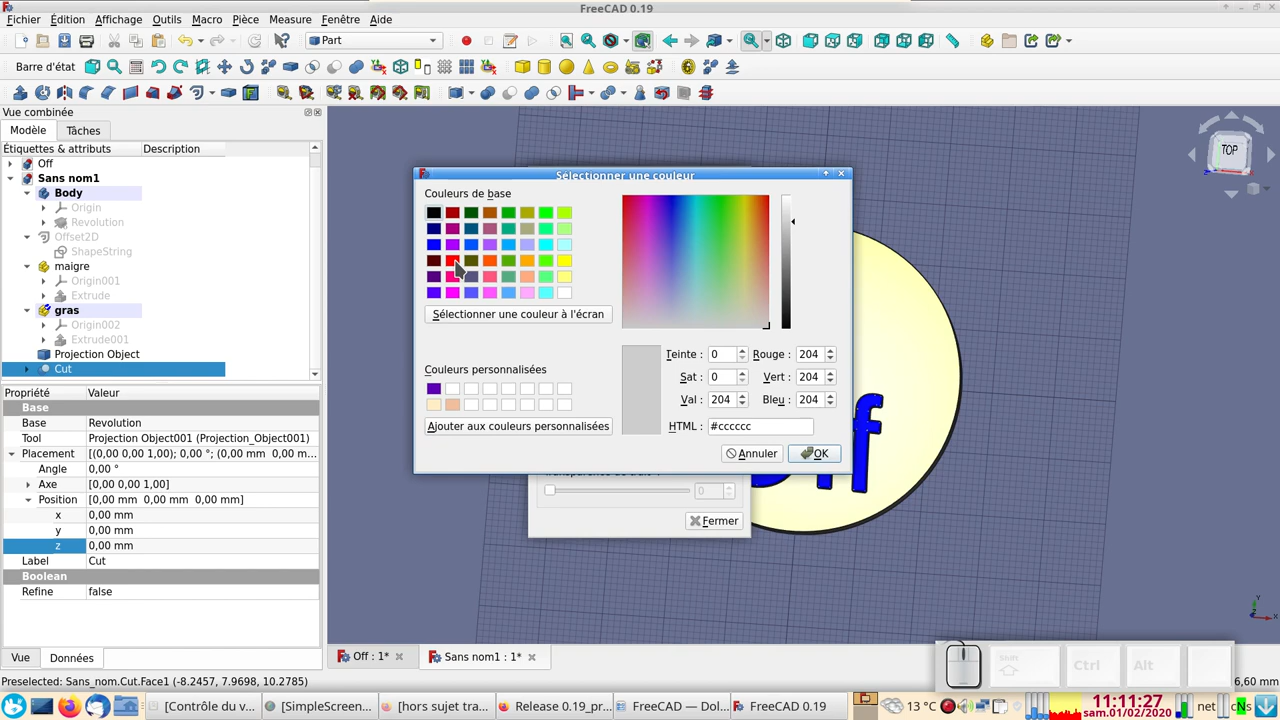 FreeCAD 0.19
Fichier Édition Affichage Outils Macro Pièce Measure Fenêtre Aide
Part
Barre d'état
Vue combinée
Modèle Tâches
Étiquettes & attributs Description
Off
Sans nom1
Body
Origin
Revolution
Offset2D
ShapeString
maigre
Origin001
Extrude
gras
Origin002
Extrude001
Projection Object
Cut
Propriété Valeur
Base
Base Revolution
Tool Projection Object001 (Projection_Object001)
Placement [(0,00 0,00 1,00); 0,00 °; (0,00 mm 0,00 m...
Angle 0,00 °
Axe [0,00 0,00 1,00]
Position [0,00 mm 0,00 mm 0,00 mm]
x 0,00 mm
y 0,00 mm
z 0,00 mm
Label Cut
Boolean
Refine false
Vue Données
Sélectionner une couleur
Couleurs de base
Sélectionner une couleur à l'écran
Couleurs personnalisées
Ajouter aux couleurs personnalisées
Teinte : 0 Rouge : 204
Sat : 0 Vert : 204
Val : 204 Bleu : 204
HTML : #cccccc
Annuler OK
0
Fermer
TOP
Off : 1* Sans nom1 : 1*
Shift Ctrl Alt
Preselected: Sans_nom.Cut.Face1 (-8.2457, 7.9698, 10.2785)
6,60 mm
[Contrôle du v... [SImpleScreen... [hors sujet tra... Release 0.19_pr... FreeCAD — Dol... FreeCAD 0.19
13 °C
net
cNs
11:11:27
sam.01/02/2020